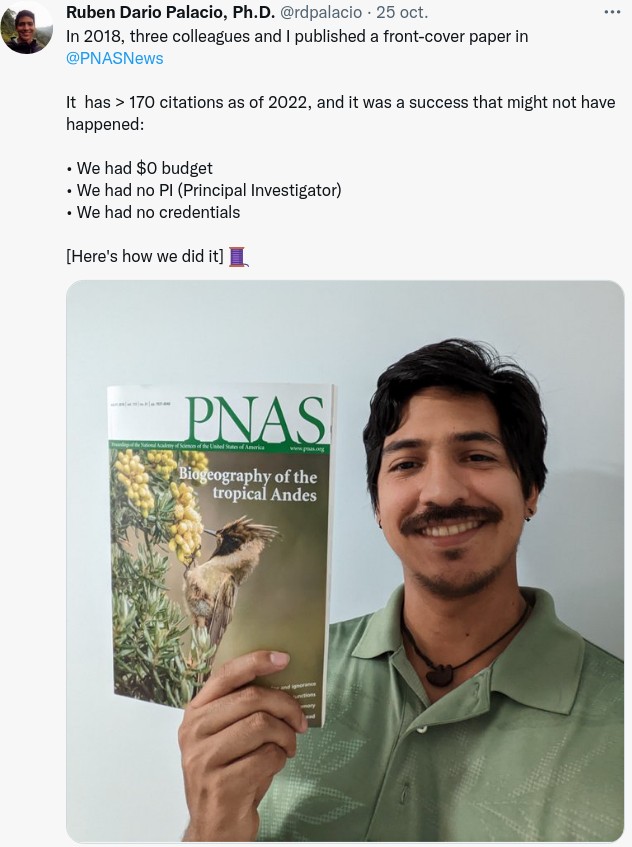 Ruben Dario Palacio, Ph.D. @rdpalacio · 25 oct.
In 2018, three colleagues and I published a front-cover paper in
@PNASNews
It has > 170 citations as of 2022, and it was a success that might not have
happened:
• We had $0 budget
• We had no PI (Principal Investigator)
• We had no credentials
[Here's how we did it] 🧵
PNAS
Proceedings of the National Academy of Sciences of the United States of America www.pnas.org
Biogeography of the
tropical Andes
and ignorance